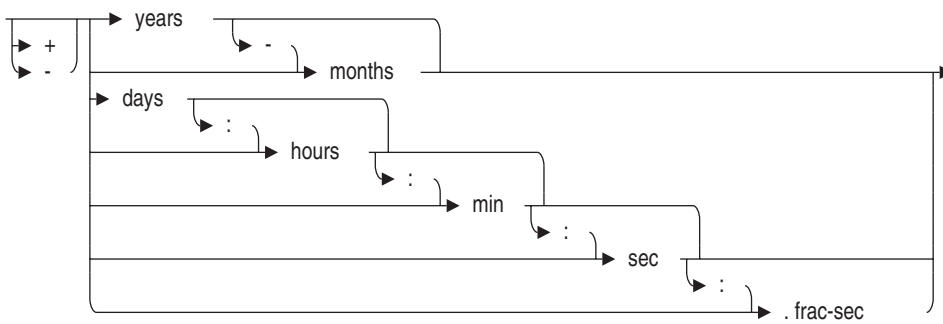 years
+ -
- months
days
:
hours
:
min
:
sec
:
. frac-sec